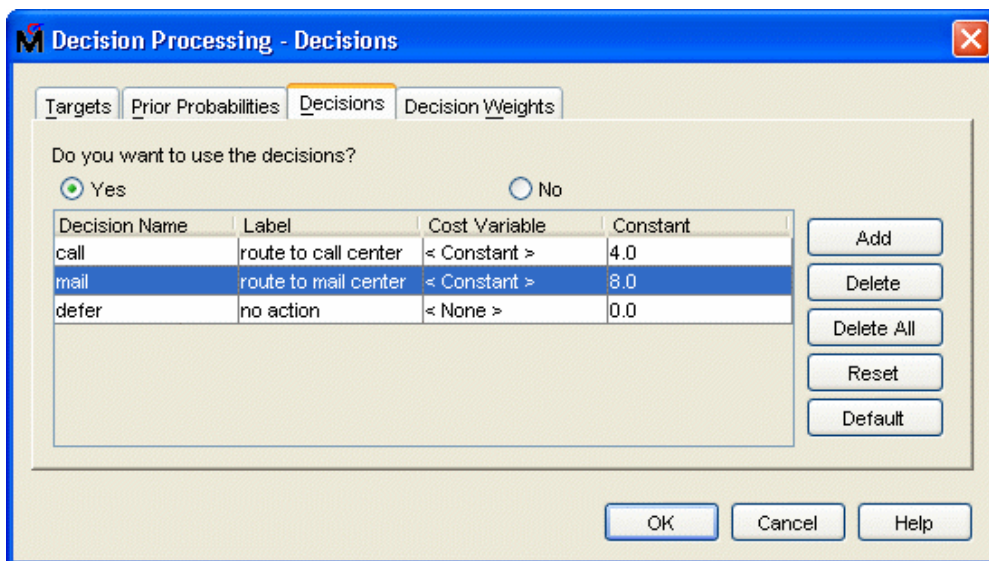 Decision Processing - Decisions
Targets Prior Probabilities Decisions Decision Weights
Do you want to use the decisions?
Yes No
Decision Name Label Cost Variable Constant
call route to call center < Constant > 4.0
mail route to mail center < Constant > 8.0
defer no action < None > 0.0
Add
Delete
Delete All
Reset
Default
OK Cancel Help